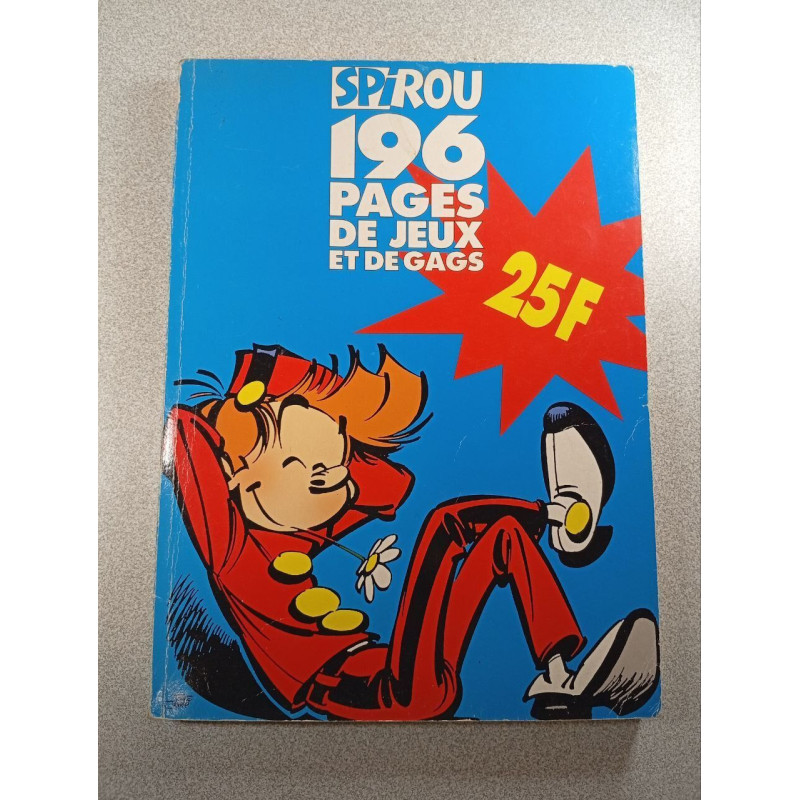 SPiROU
196
PAGES
DE JEUX
ET DE GAGS
25F